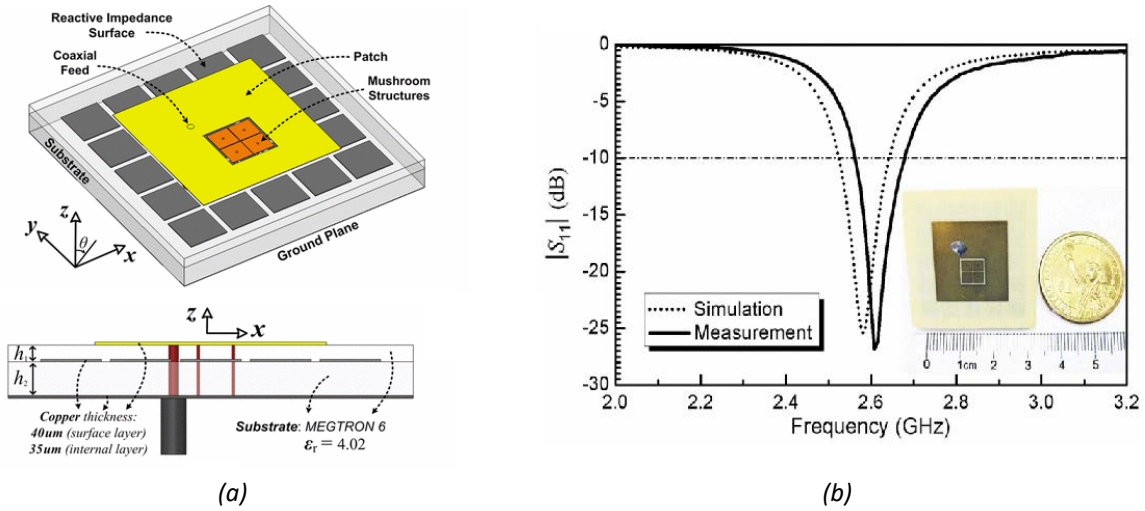 Reactive Impedance
Surface
Coaxial
Feed
Patch
Mushroom
Structures
Substrate
Ground Plane
z
y
θ
x
z
x
h₁
h₂
Copper thickness:
40um (surface layer)
35um (internal layer)
Substrate: MEGTRON 6
εr = 4.02
(a)
|S₁₁| (dB)
0
-5
-10
-15
-20
-25
-30
Simulation
Measurement
0 1cm 2 3 4 5
2.0 2.2 2.4 2.6 2.8 3.0 3.2
Frequency (GHz)
(b)